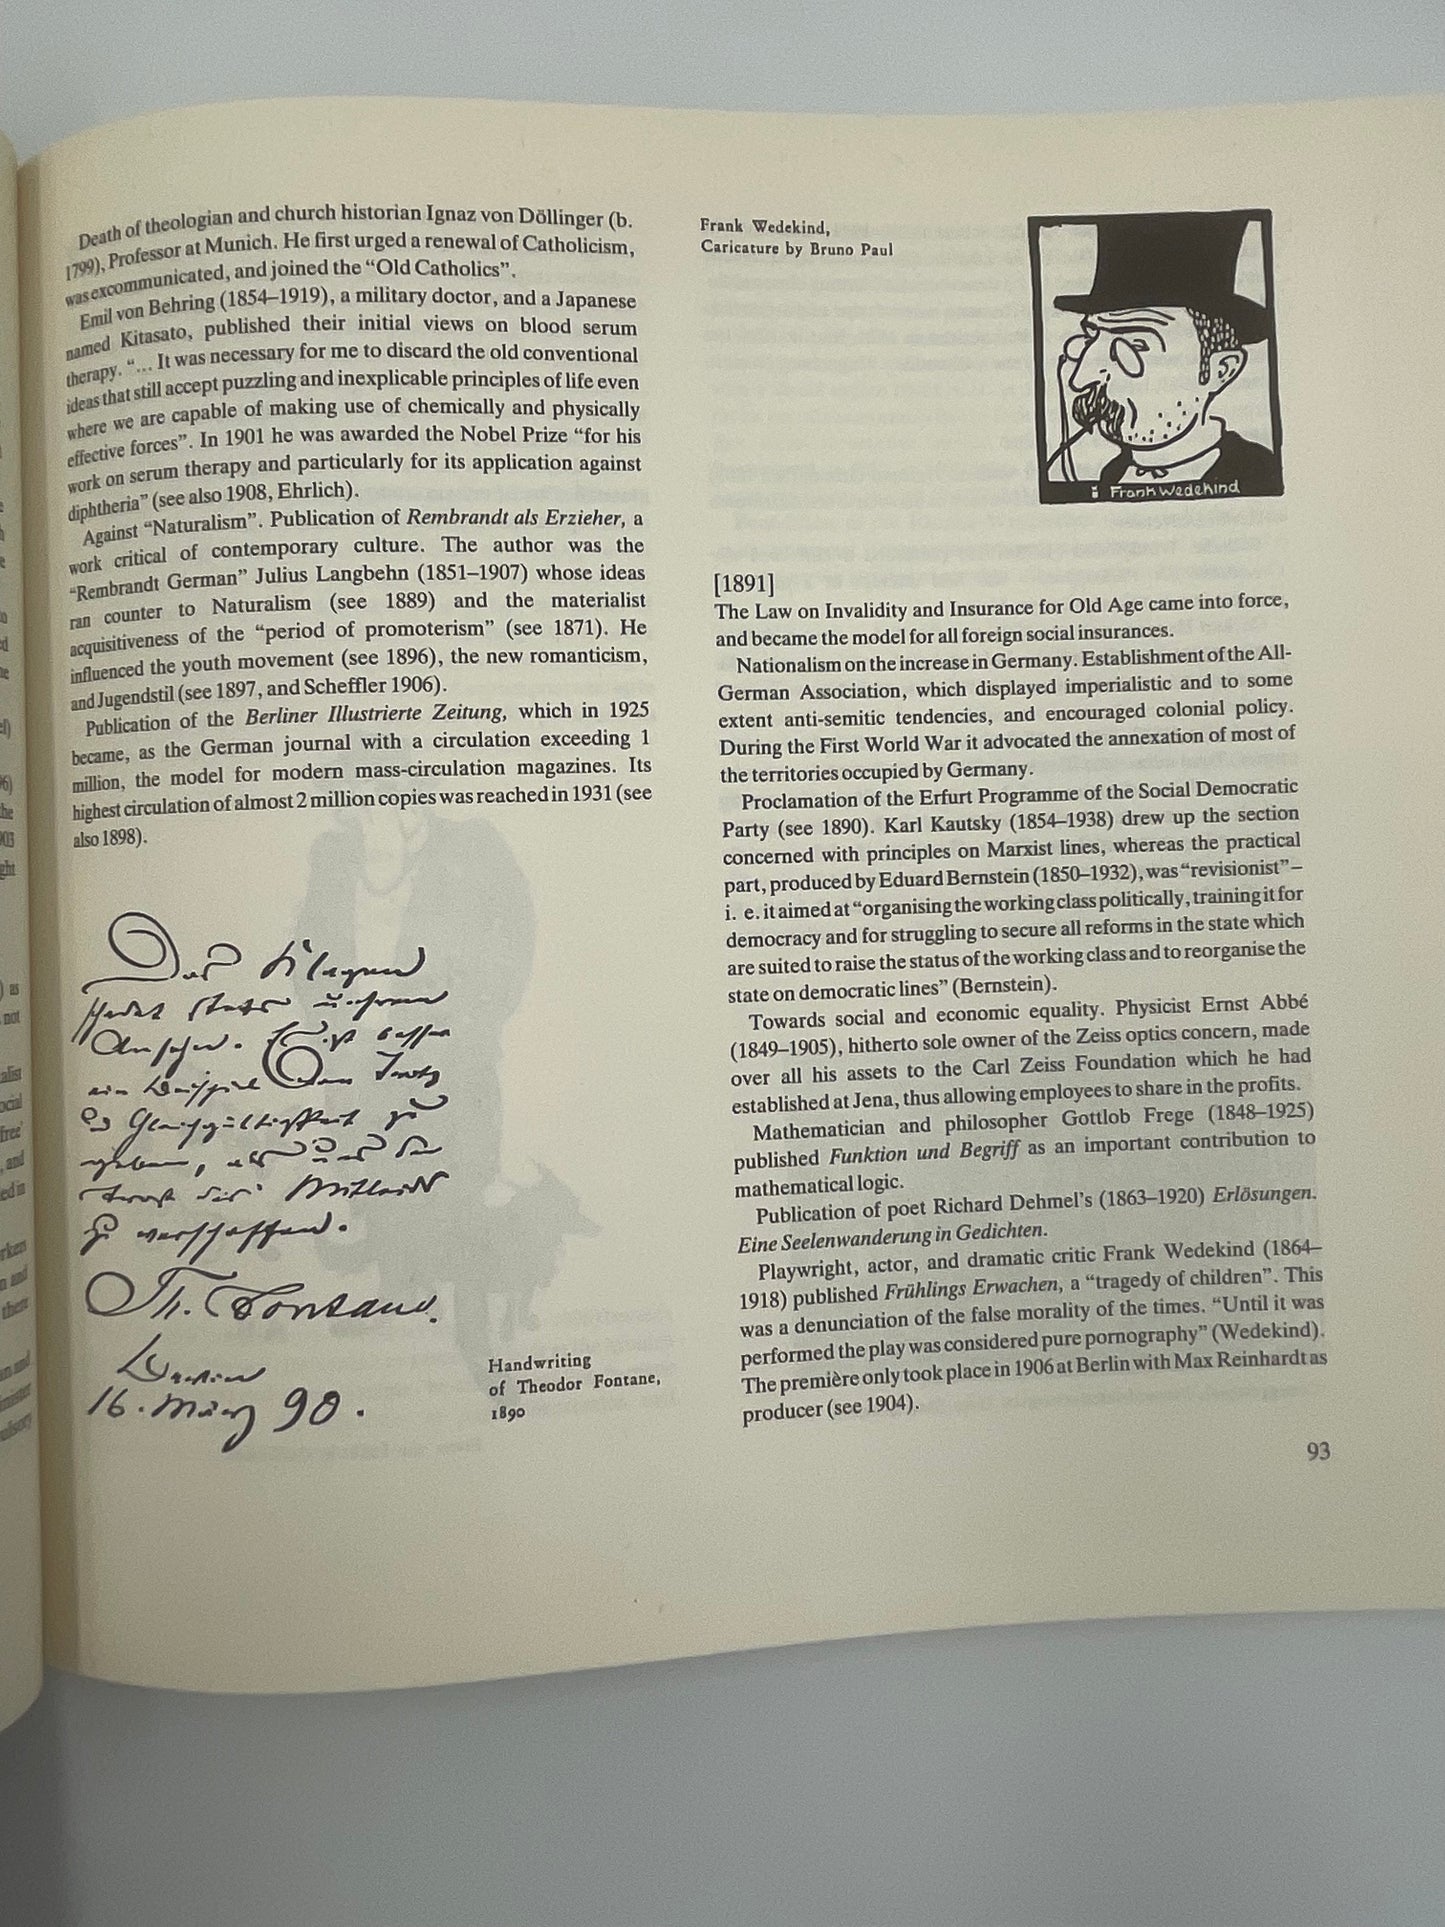 Death of theologian and church historian Ignaz von Döllinger (b.
1799), Professor at Munich. He first urged a renewal of Catholicism,
was excommunicated, and joined the “Old Catholics”.
Emil von Behring (1854–1919), a military doctor, and a Japanese
named Kitasato, published their initial views on blood serum
therapy. “... It was necessary for me to discard the old conventional
ideas that still accept puzzling and inexplicable principles of life even
where we are capable of making use of chemically and physically
effective forces”. In 1901 he was awarded the Nobel Prize “for his
work on serum therapy and particularly for its application against
diphtheria” (see also 1908, Ehrlich).
Against “Naturalism”. Publication of Rembrandt als Erzieher, a
work critical of contemporary culture. The author was the
“Rembrandt German” Julius Langbehn (1851–1907) whose ideas
ran counter to Naturalism (see 1889) and the materialist
acquisitiveness of the “period of promoterism” (see 1871). He
influenced the youth movement (see 1896), the new romanticism,
and Jugendstil (see 1897, and Scheffler 1906).
Publication of the Berliner Illustrierte Zeitung, which in 1925
became, as the German journal with a circulation exceeding 1
million, the model for modern mass-circulation magazines. Its
highest circulation of almost 2 million copies was reached in 1931 (see
also 1898).
Das Klagen
schadet stets unsrem
Ansehn. Es ist besser
ein Beispiel von Trotz
Gleichgültigkeit zu
geben, als
Mitleids
zu verschaffen.
Th. Fontane.
Berlin
16. März 90.
Handwriting
of Theodor Fontane,
1890
Frank Wedekind,
Caricature by Bruno Paul
Frank Wedekind
[1891]
The Law on Invalidity and Insurance for Old Age came into force,
and became the model for all foreign social insurances.
Nationalism on the increase in Germany. Establishment of the All-
German Association, which displayed imperialistic and to some
extent anti-semitic tendencies, and encouraged colonial policy.
During the First World War it advocated the annexation of most of
the territories occupied by Germany.
Proclamation of the Erfurt Programme of the Social Democratic
Party (see 1890). Karl Kautsky (1854–1938) drew up the section
concerned with principles on Marxist lines, whereas the practical
part, produced by Eduard Bernstein (1850–1932), was “revisionist” –
i. e. it aimed at “organising the working class politically, training it for
democracy and for struggling to secure all reforms in the state which
are suited to raise the status of the working class and to reorganise the
state on democratic lines” (Bernstein).
Towards social and economic equality. Physicist Ernst Abbé
(1849–1905), hitherto sole owner of the Zeiss optics concern, made
over all his assets to the Carl Zeiss Foundation which he had
established at Jena, thus allowing employees to share in the profits.
Mathematician and philosopher Gottlob Frege (1848–1925)
published Funktion und Begriff as an important contribution to
mathematical logic.
Publication of poet Richard Dehmel’s (1863–1920) Erlösungen.
Eine Seelenwanderung in Gedichten.
Playwright, actor, and dramatic critic Frank Wedekind (1864–
1918) published Frühlings Erwachen, a “tragedy of children”. This
was a denunciation of the false morality of the times. “Until it was
performed the play was considered pure pornography” (Wedekind).
The première only took place in 1906 at Berlin with Max Reinhardt as
producer (see 1904).
93